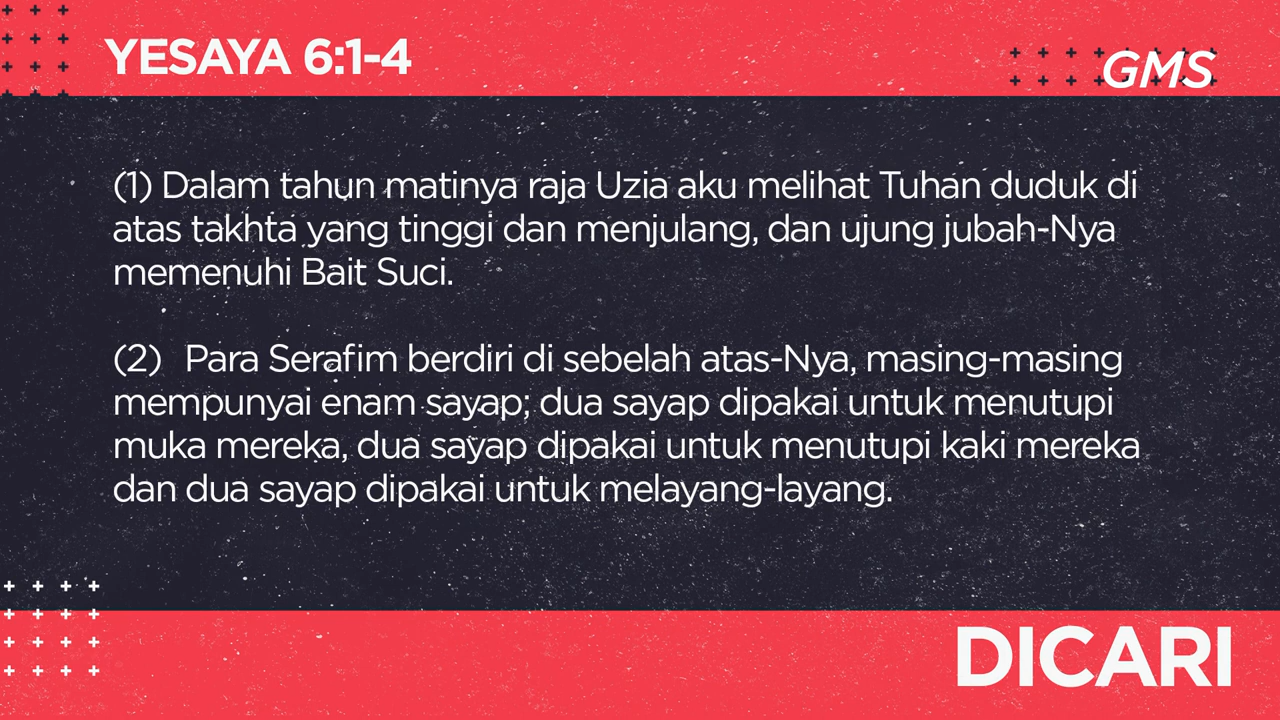 YESAYA 6:1-4
GMS
(1) Dalam tahun matinya raja Uzia aku melihat Tuhan duduk di
atas takhta yang tinggi dan menjulang, dan ujung jubah-Nya
memenuhi Bait Suci.
(2) Para Serafim berdiri di sebelah atas-Nya, masing-masing
mempunyai enam sayap; dua sayap dipakai untuk menutupi
muka mereka, dua sayap dipakai untuk menutupi kaki mereka
dan dua sayap dipakai untuk melayang-layang.
DICARI